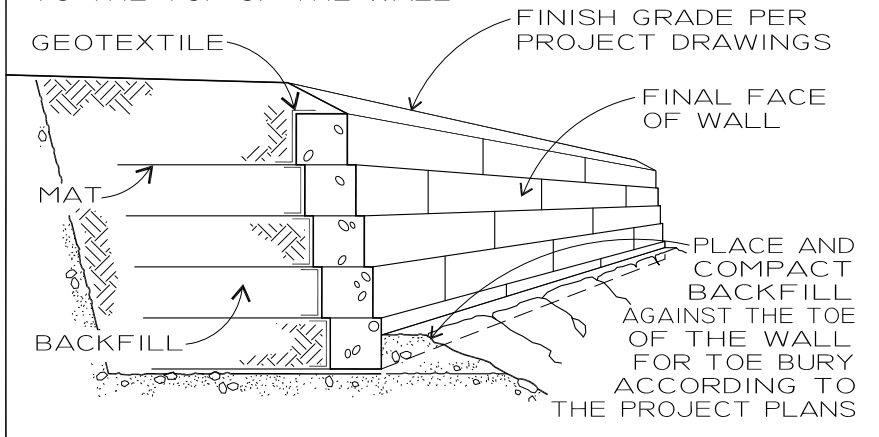 TO THE TOP OF THE WALL
GEOTEXTILE
FINISH GRADE PER
PROJECT DRAWINGS
FINAL FACE
OF WALL
MAT
BACKFILL
PLACE AND
COMPACT
BACKFILL
AGAINST THE TOE
OF THE WALL
FOR TOE BURY
ACCORDING TO
THE PROJECT PLANS